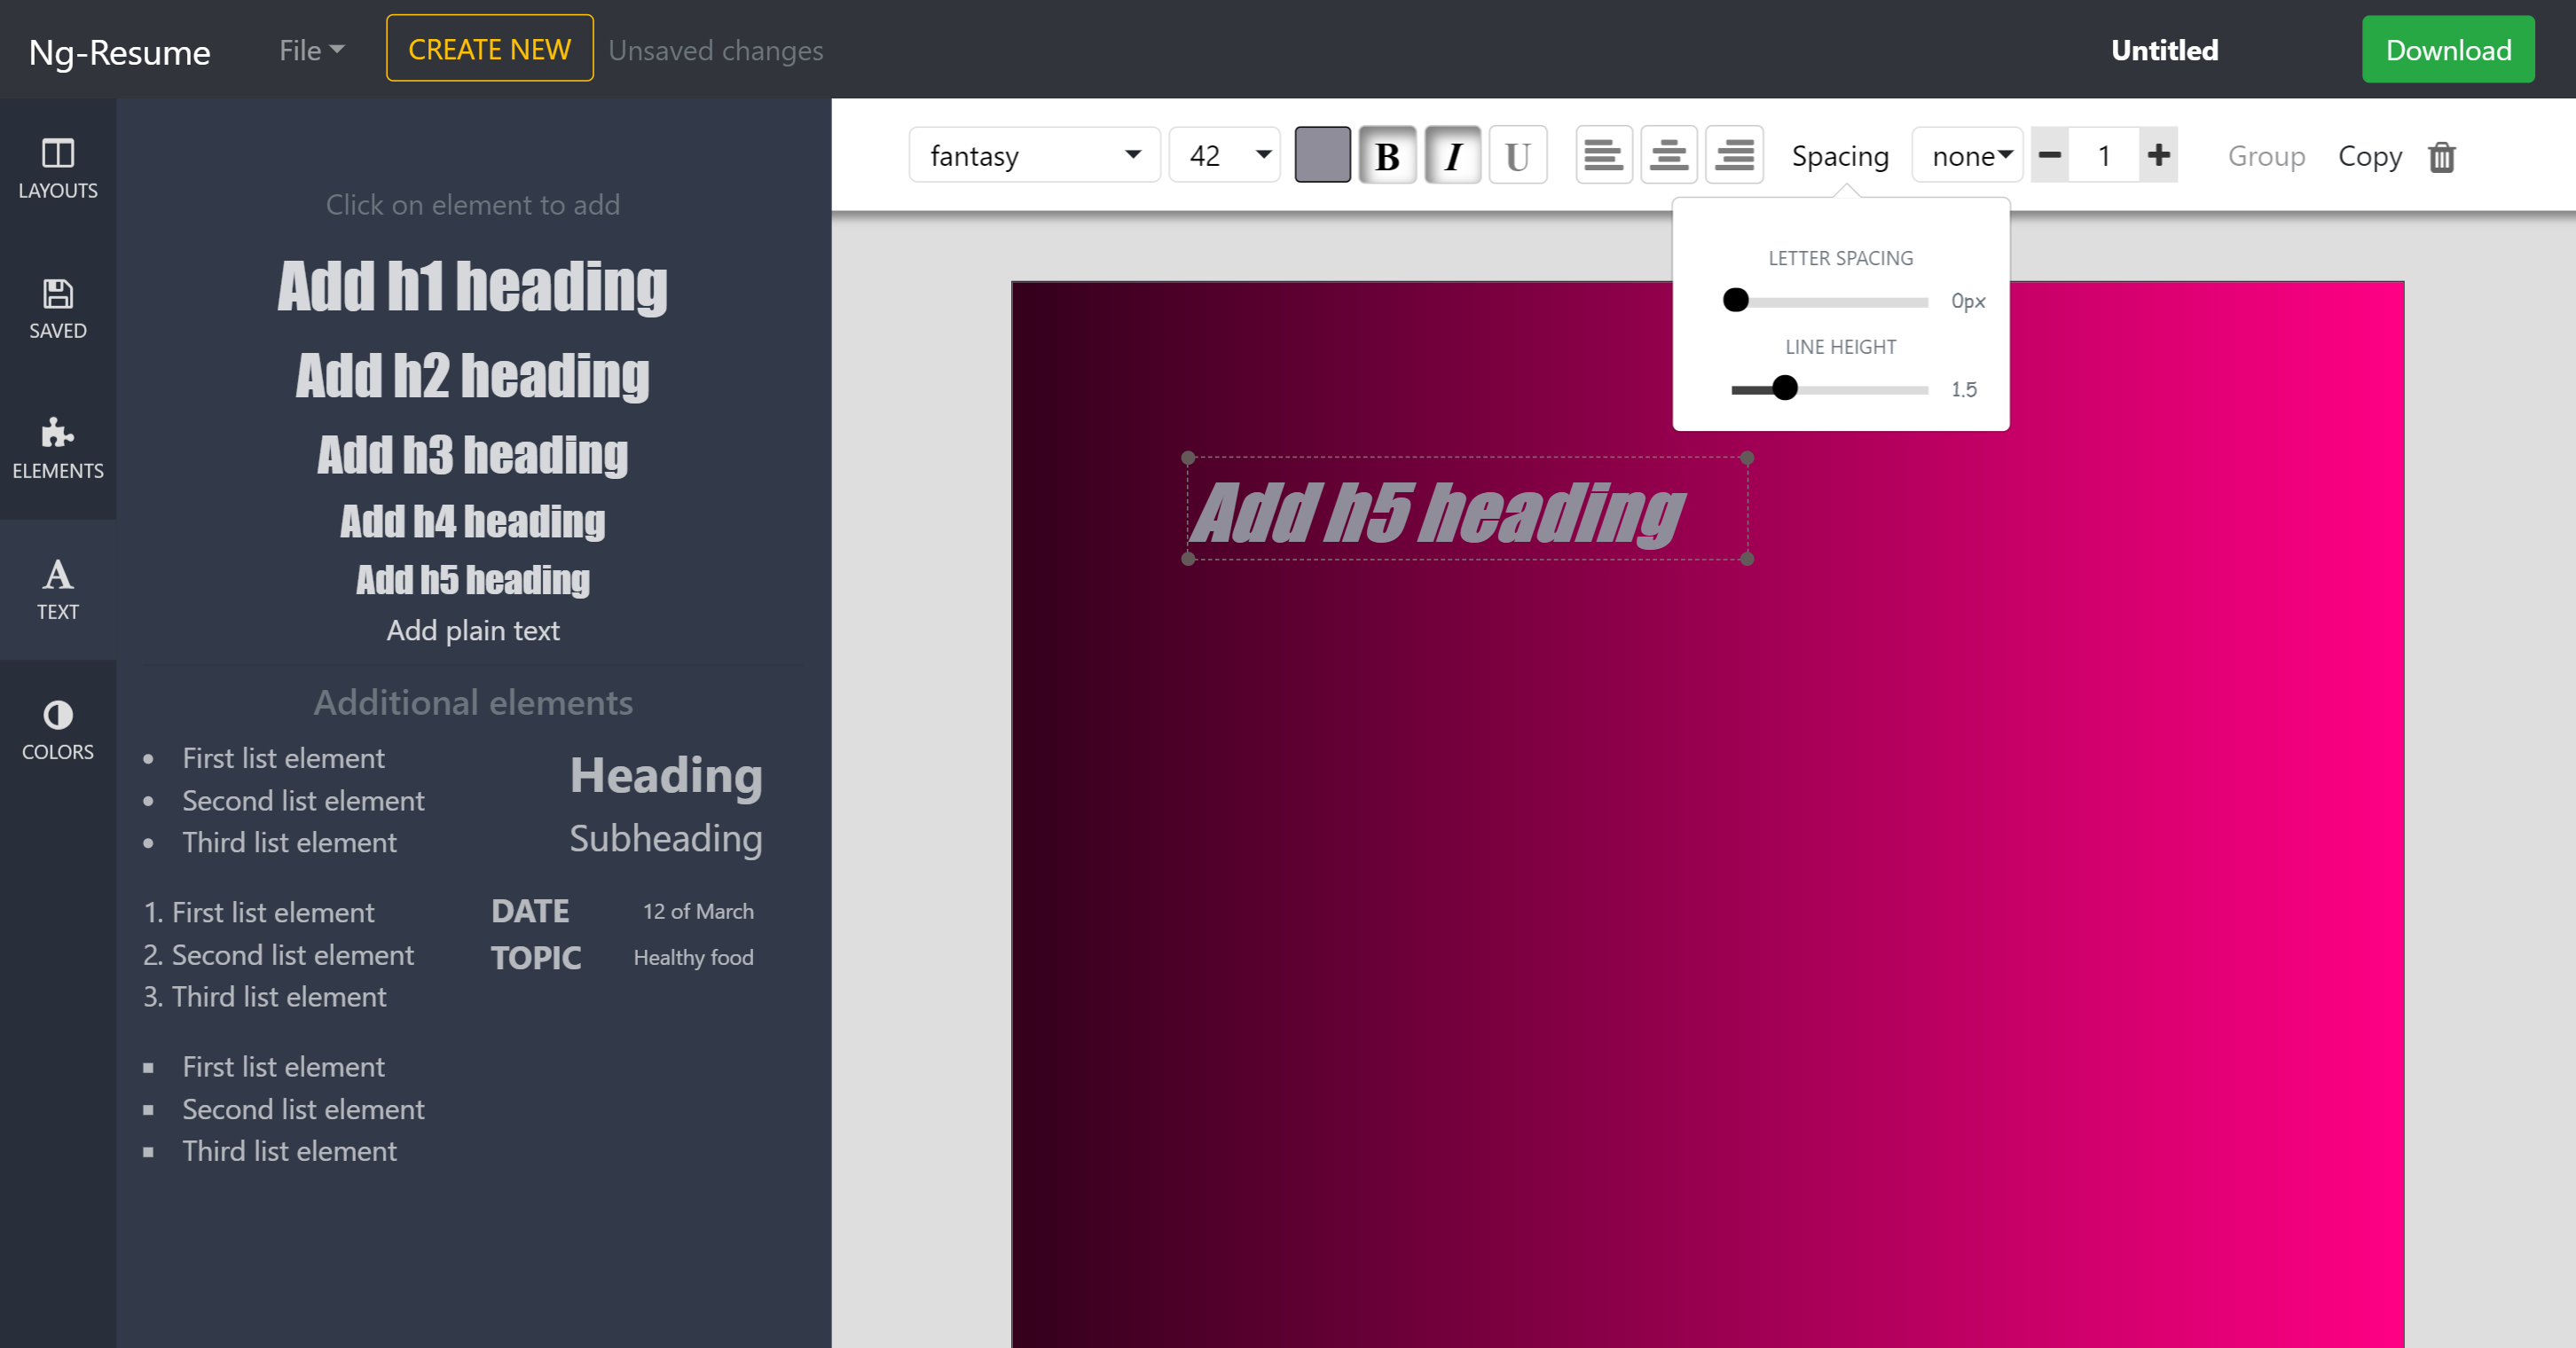 Ng-Resume File CREATE NEW Unsaved changes Untitled Download
fantasy 42 B I U Spacing none 1 Group Copy
LETTER SPACING
0px
LINE HEIGHT
1.5
LAYOUTS
SAVED
ELEMENTS
A
TEXT
COLORS
Click on element to add
Add h1 heading
Add h2 heading
Add h3 heading
Add h4 heading
Add h5 heading
Add plain text
Additional elements
• First list element
• Second list element
• Third list element
Heading
Subheading
1. First list element
2. Second list element
3. Third list element
DATE 12 of March
TOPIC Healthy food
▪ First list element
▪ Second list element
▪ Third list element
Add h5 heading